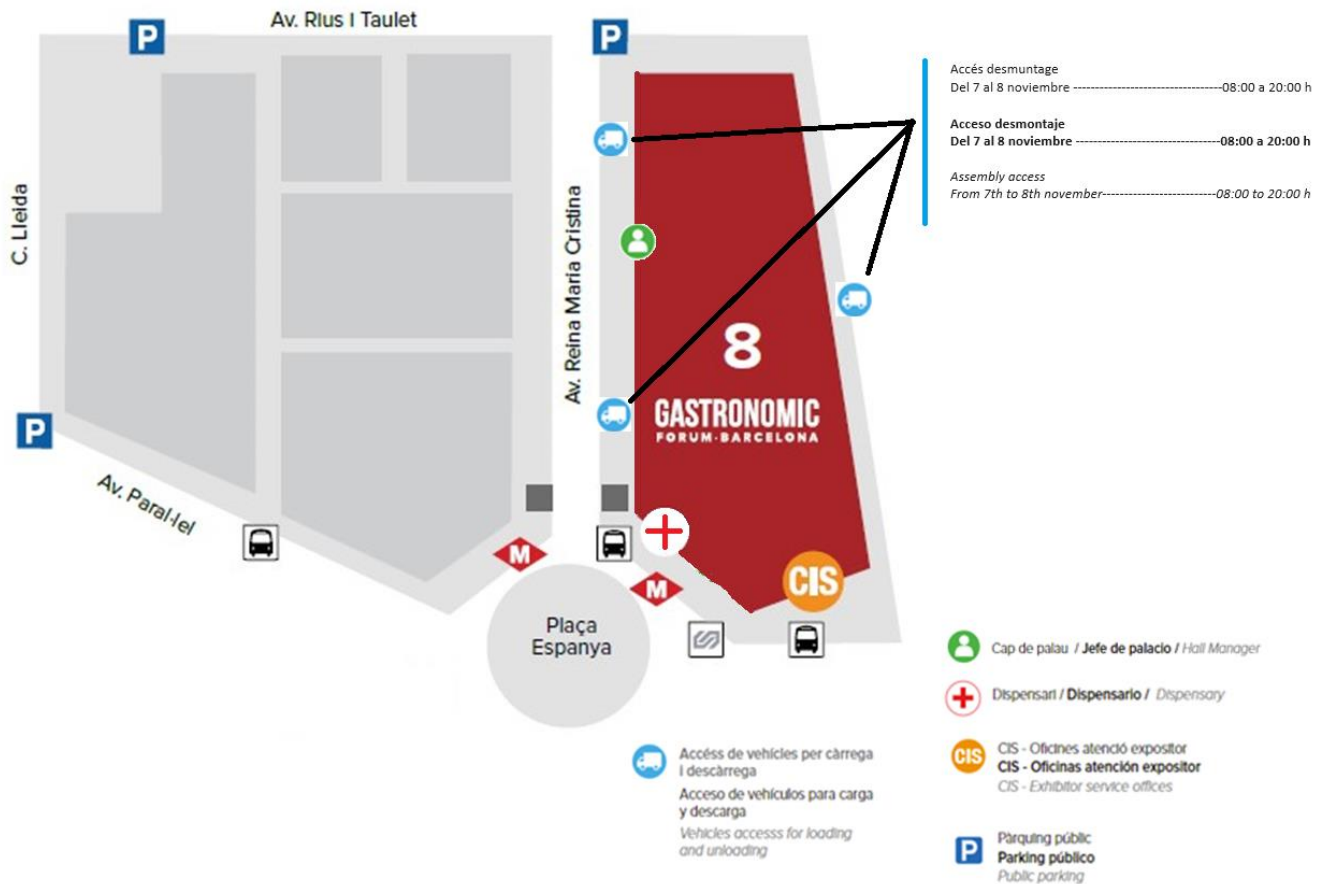 Av. Rius i Taulet
P
P
C. Lleida
Av. Reina Maria Cristina
P
Av. Paral·lel
8
GASTRONOMIC
FORUM·BARCELONA
M
M
CIS
Plaça
Espanya
Accés desmuntage
Del 7 al 8 noviembre ----------------------------------08:00 a 20:00 h
Acceso desmontaje
Del 7 al 8 noviembre ---------------------------------08:00 a 20:00 h
Assembly access
From 7th to 8th november--------------------------08:00 to 20:00 h
Accéss de vehicles per càrrega
i descàrrega
Acceso de vehículos para carga
y descarga
Vehicles accesss for loading
and unloading
Cap de palau / Jefe de palacio / Hall Manager
Dispensari / Dispensario / Dispensary
CIS
CIS - Oficines atenció expositor
CIS - Oficinas atención expositor
CIS - Exhibitor service offices
P
Pàrquing públic
Parking público
Public parking